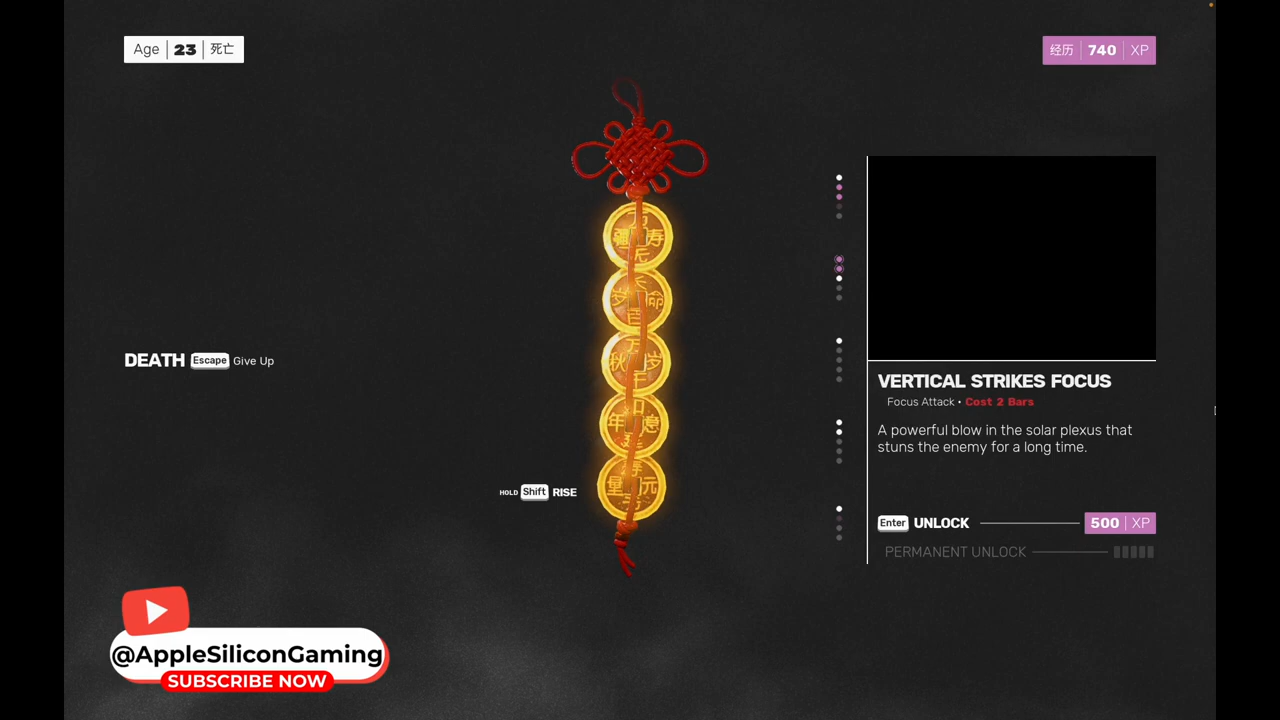 Age 23 死亡
经历 740 XP
DEATH Escape Give Up
HOLD Shift RISE
VERTICAL STRIKES FOCUS
Focus Attack • Cost 2 Bars
A powerful blow in the solar plexus that
stuns the enemy for a long time.
Enter UNLOCK 500 XP
PERMANENT UNLOCK
@AppleSiliconGaming
SUBSCRIBE NOW